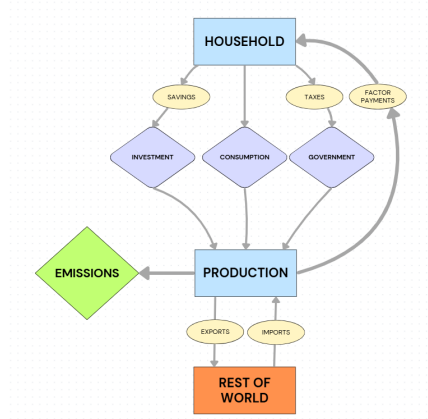 HOUSEHOLD
SAVINGS
TAXES
FACTOR
PAYMENTS
INVESTMENT
CONSUMPTION
GOVERNMENT
EMISSIONS
PRODUCTION
EXPORTS
IMPORTS
REST OF
WORLD